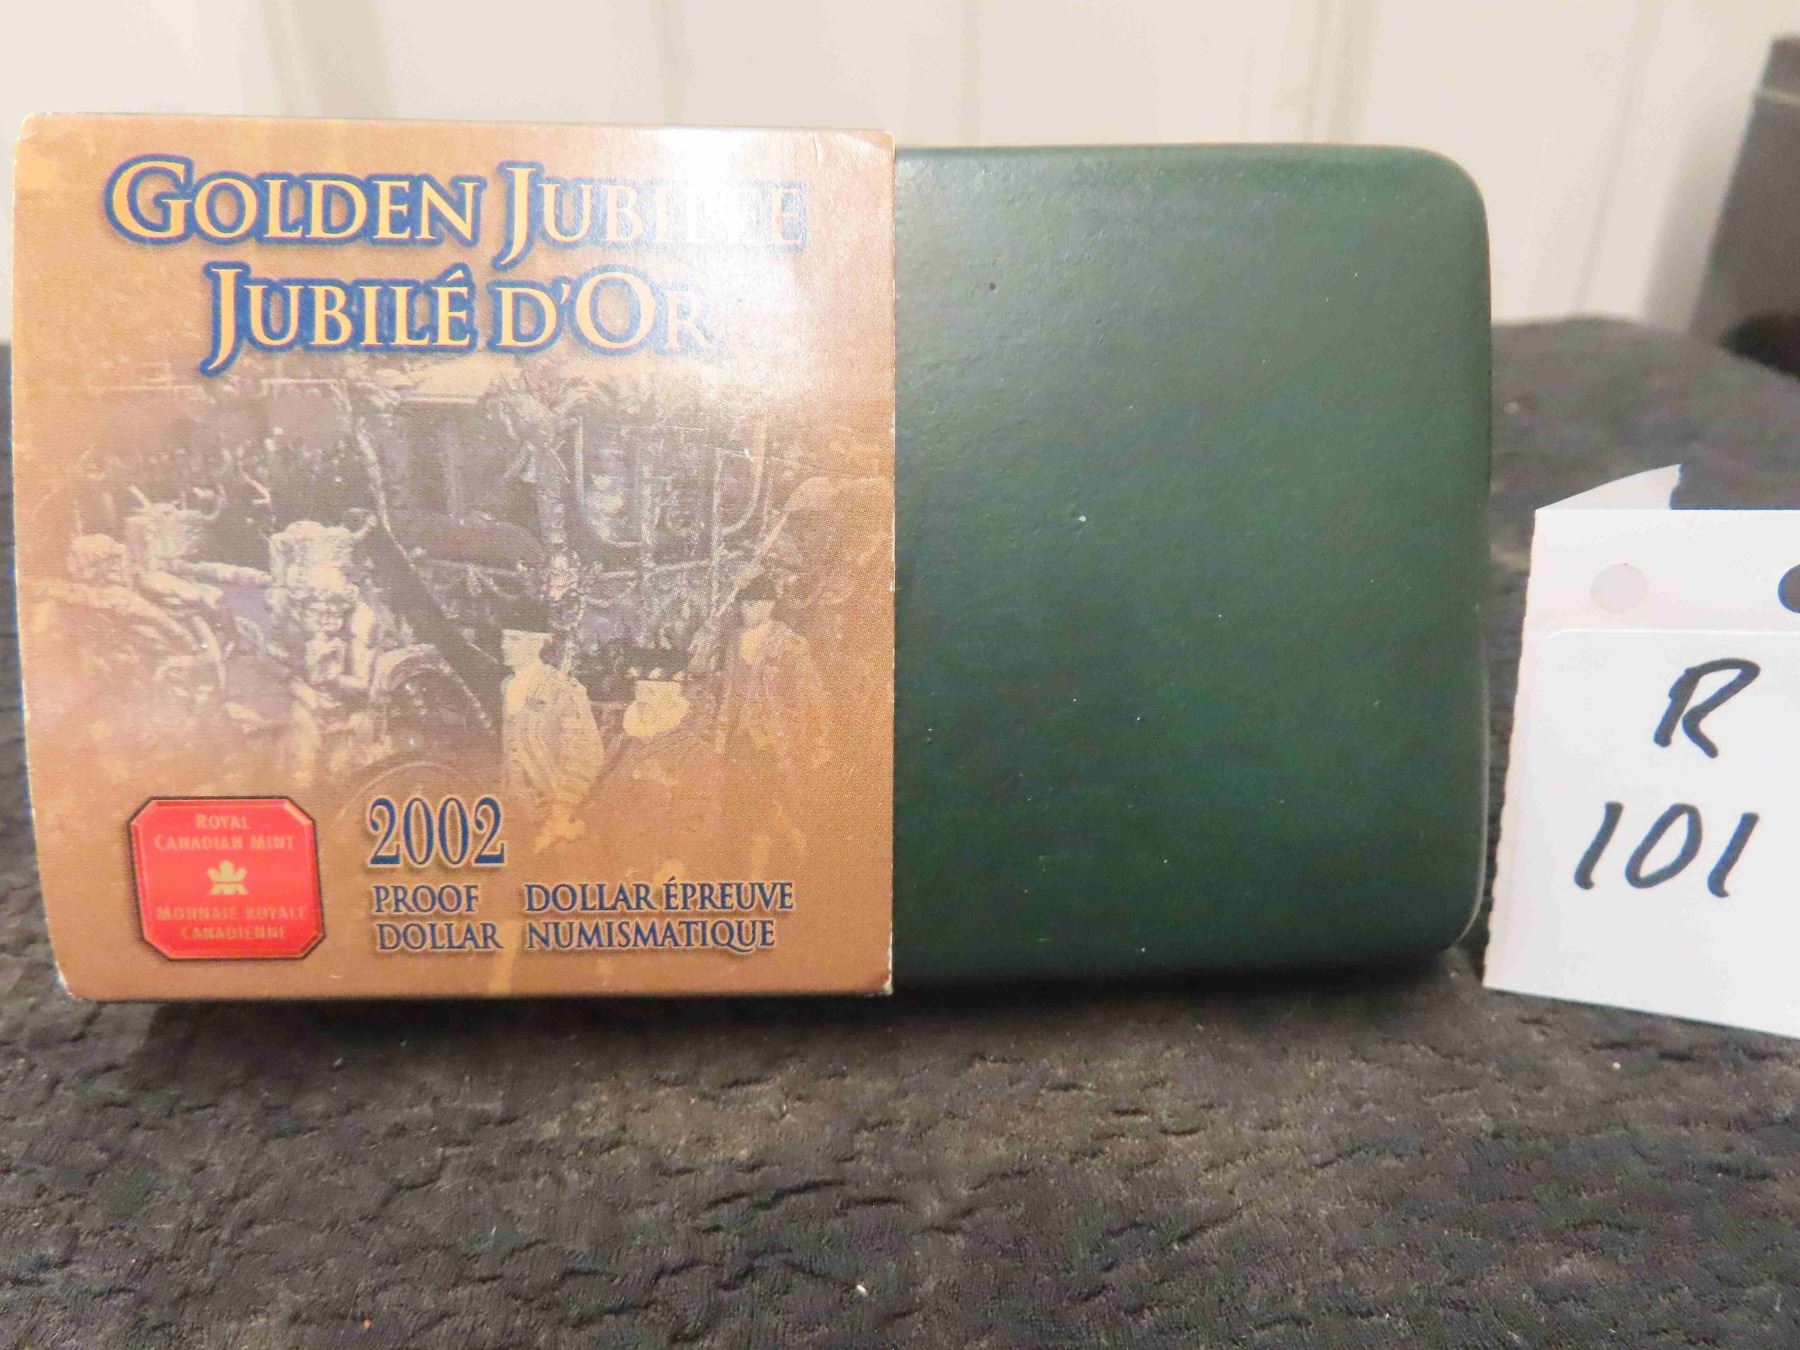 GOLDEN JUBILEE
JUBILÉ D'OR
ROYAL
CANADIAN MINT
MONNAIE ROYALE
CANADIENNE
2002
PROOF DOLLAR ÉPREUVE
DOLLAR NUMISMATIQUE
R
101